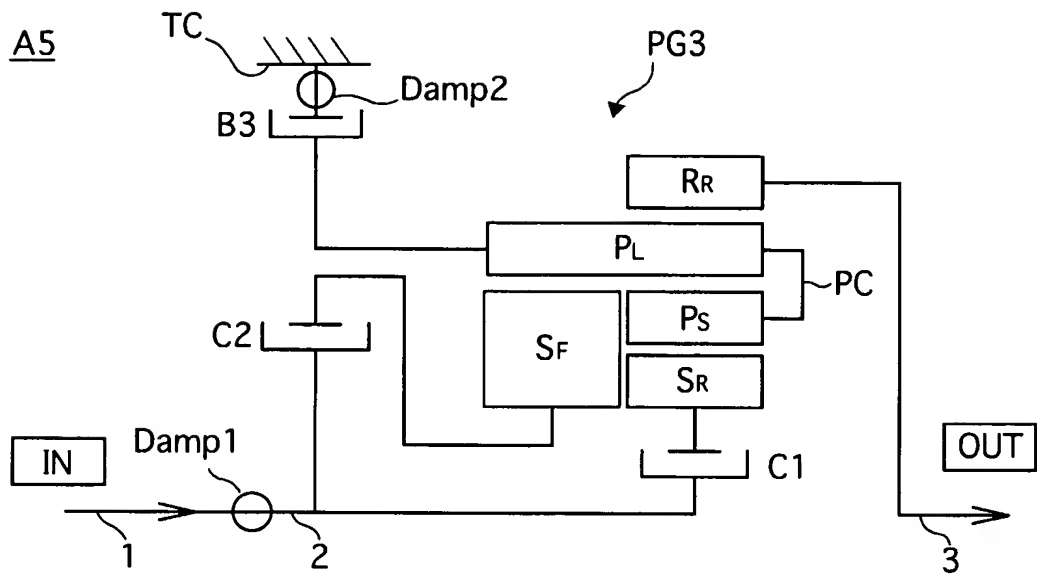 A5
TC
PG3
Damp2
B3
RR
PL
PC
PS
C2
SF
SR
Damp1
IN
C1
OUT
1
2
3